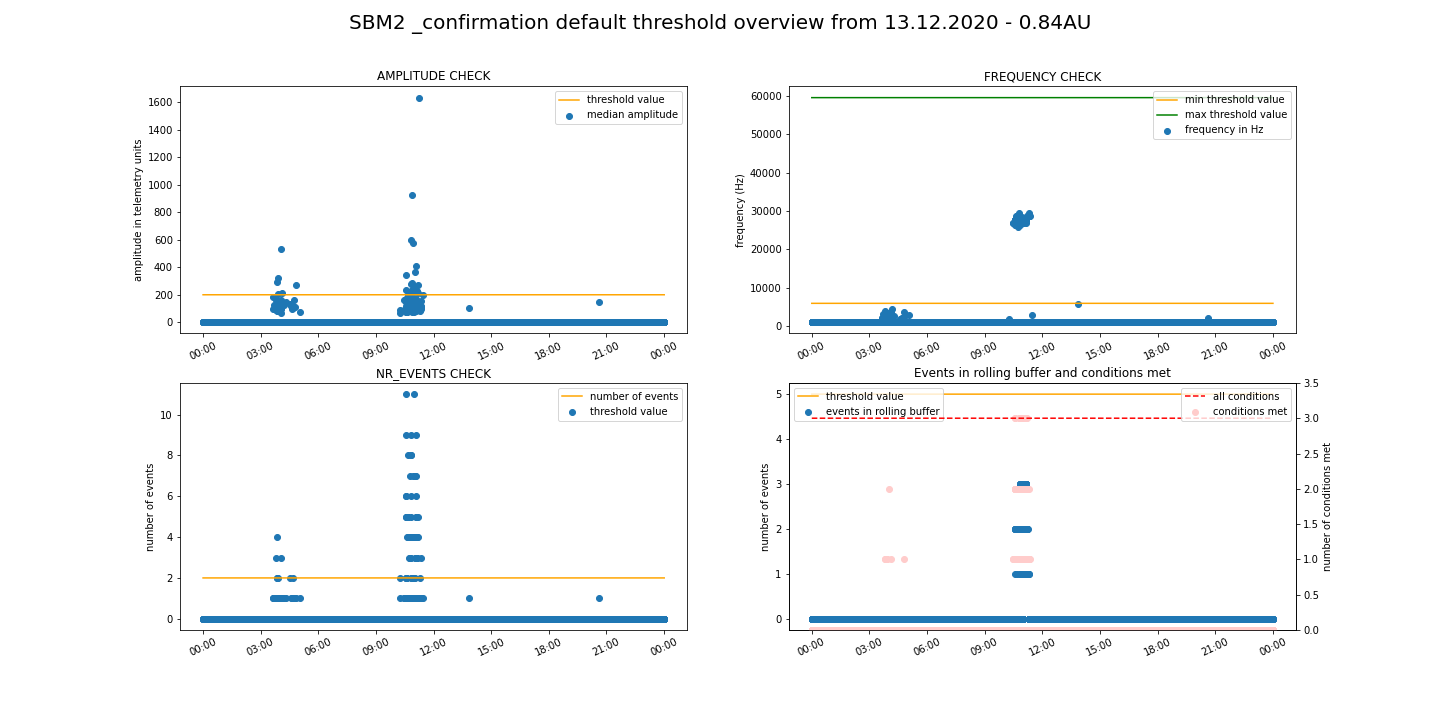 SBM2 _confirmation default threshold overview from 13.12.2020 - 0.84AU
AMPLITUDE CHECK
threshold value
median amplitude
amplitude in telemetry units
1600
1400
1200
1000
800
600
400
200
0
00:00 03:00 06:00 09:00 12:00 15:00 18:00 21:00 00:00
FREQUENCY CHECK
min threshold value
max threshold value
frequency in Hz
frequency (Hz)
60000
50000
40000
30000
20000
10000
0
00:00 03:00 06:00 09:00 12:00 15:00 18:00 21:00 00:00
NR_EVENTS CHECK
number of events
threshold value
number of events
10
8
6
4
2
0
00:00 03:00 06:00 09:00 12:00 15:00 18:00 21:00 00:00
Events in rolling buffer and conditions met
threshold value
events in rolling buffer
all conditions
conditions met
number of events
5
4
3
2
1
0
3.5
3.0
2.5
2.0
1.5
1.0
0.5
0.0
number of conditions met
00:00 03:00 06:00 09:00 12:00 15:00 18:00 21:00 00:00